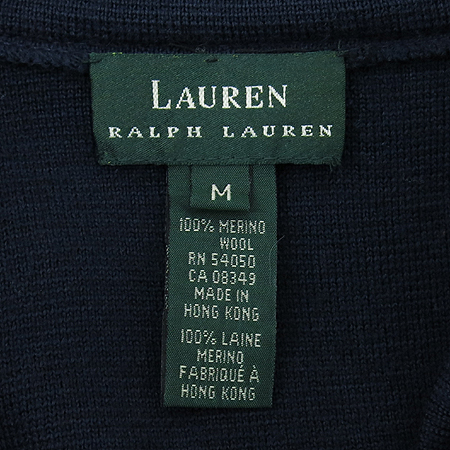 LAUREN
RALPH LAUREN
M
100% MERINO
WOOL
RN 54050
CA 08349
MADE IN
HONG KONG
100% LAINE
MERINO
FABRIQUÉ À
HONG KONG